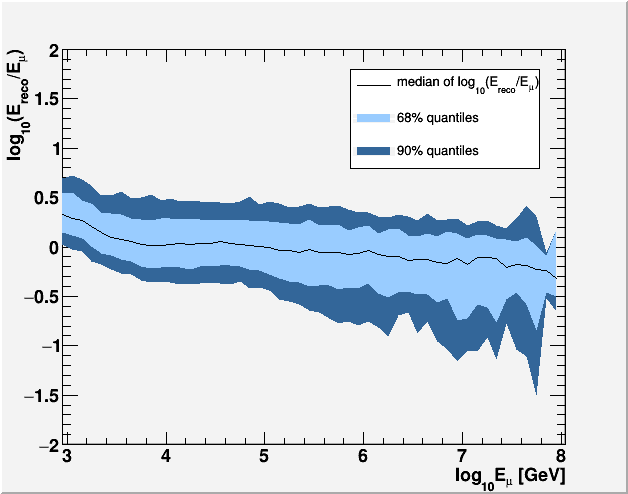 log10(Ereco/Eμ)
2
1.5
1
0.5
0
−0.5
−1
−1.5
−2
median of log10(Ereco/Eμ)
68% quantiles
90% quantiles
3 4 5 6 7 8
log10Eμ [GeV]